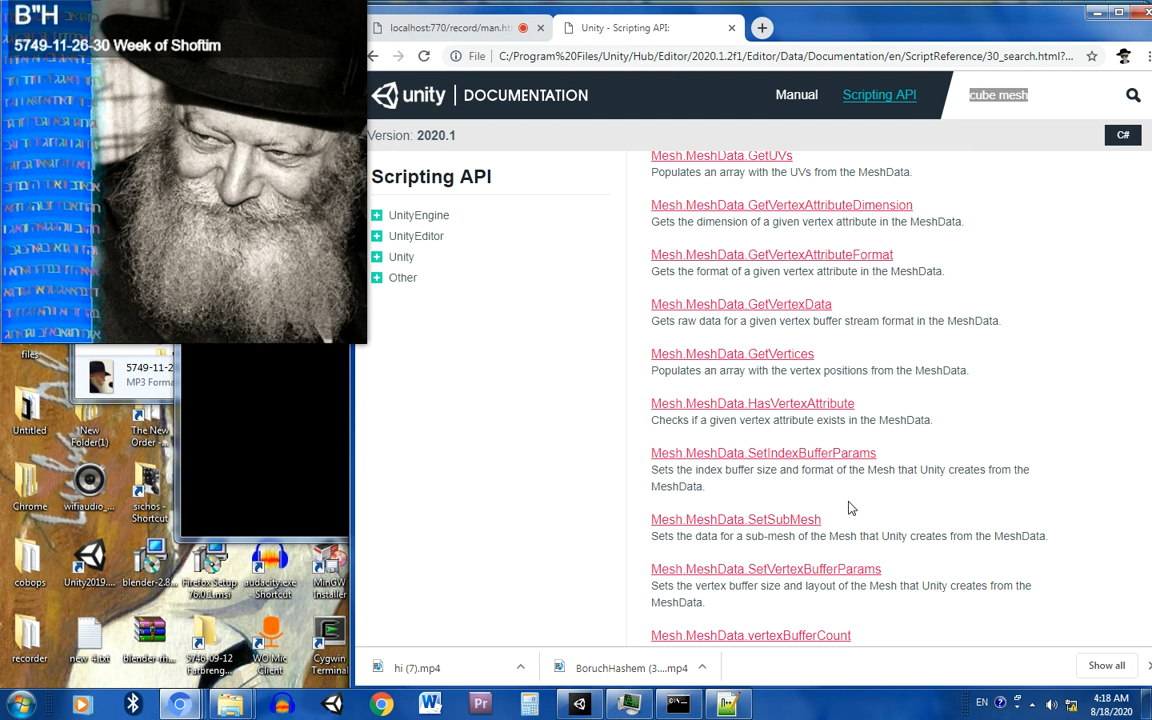 B"H
5749-11-26-30 Week of Shoftim
localhost:770/record/man.ht
Unity - Scripting API:
File
C:/Program%20Files/Unity/Hub/Editor/2020.1.2f1/Editor/Data/Documentation/en/ScriptReference/30_search.html?...
unity | DOCUMENTATION
Manual
Scripting API
cube mesh
Version: 2020.1
C#
Scripting API
UnityEngine
UnityEditor
Unity
Other
Mesh.MeshData.GetUVs
Populates an array with the UVs from the MeshData.
Mesh.MeshData.GetVertexAttributeDimension
Gets the dimension of a given vertex attribute in the MeshData.
Mesh.MeshData.GetVertexAttributeFormat
Gets the format of a given vertex attribute in the MeshData.
Mesh.MeshData.GetVertexData
Gets raw data for a given vertex buffer stream format in the MeshData.
Mesh.MeshData.GetVertices
Populates an array with the vertex positions from the MeshData.
Mesh.MeshData.HasVertexAttribute
Checks if a given vertex attribute exists in the MeshData.
Mesh.MeshData.SetIndexBufferParams
Sets the index buffer size and format of the Mesh that Unity creates from the
MeshData.
Mesh.MeshData.SetSubMesh
Sets the data for a sub-mesh of the Mesh that Unity creates from the MeshData.
Mesh.MeshData.SetVertexBufferParams
Sets the vertex buffer size and layout of the Mesh that Unity creates from the
MeshData.
Mesh.MeshData.vertexBufferCount
files
5749-11-2
MP3 Forma
Untitled
New
Folder(1)
The New
Order -...
Chrome
wifiaudio_...
sichos -
Shortcut
cobops
Unity2019....
blender-2.8...
Firefox Setup
76.0.1.msi
audacity.exe
- Shortcut
MinGW
Installer
recorder
new 4.txt
blender-rh...
5746 09-12
Farbreng...
WO Mic
Client
Cygwin
Terminal
hi (7).mp4
BoruchHashem (3....mp4
Show all
EN
4:18 AM
8/18/2020